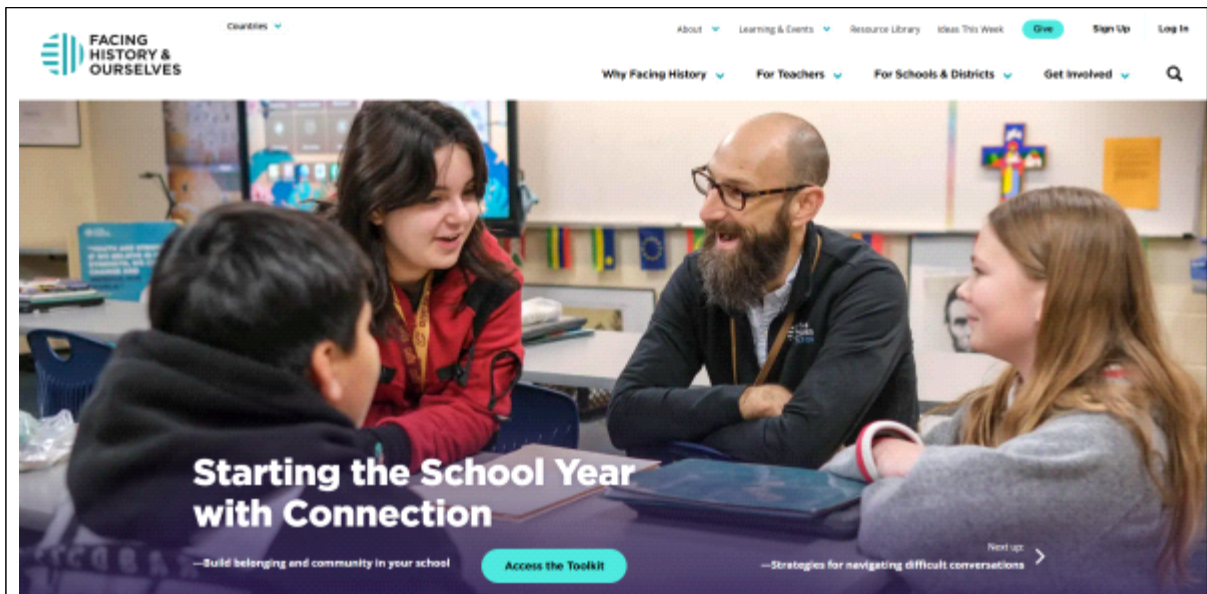 FACING
HISTORY &
OURSELVES
Countries
About
Learning & Events
Resource Library
Ideas This Week
Give
Sign Up
Log In
Why Facing History
For Teachers
For Schools & Districts
Get Involved
Starting the School Year
with Connection
—Build belonging and community in your school
Access the Toolkit
Next up:
—Strategies for navigating difficult conversations